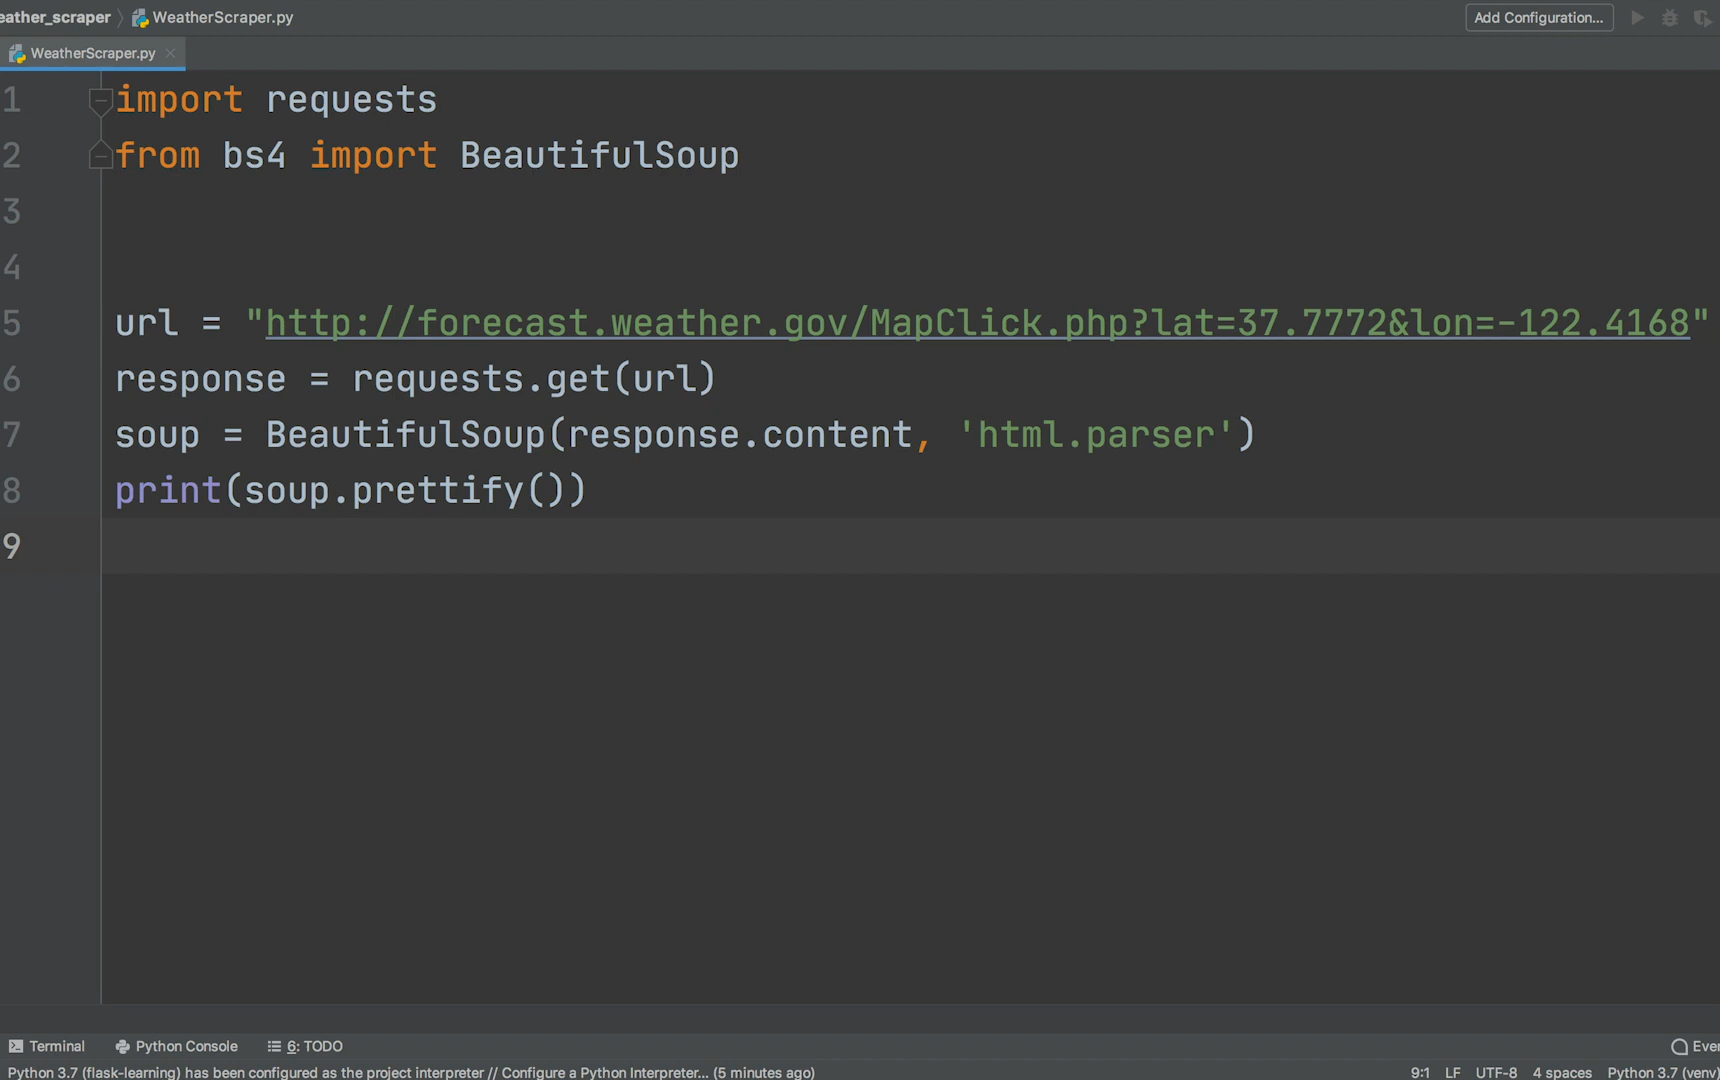 eather_scraper WeatherScraper.py Add Configuration...
WeatherScraper.py
1 import requests
2 from bs4 import BeautifulSoup
3
4
5 url = "http://forecast.weather.gov/MapClick.php?lat=37.7772&lon=-122.4168"
6 response = requests.get(url)
7 soup = BeautifulSoup(response.content, 'html.parser')
8 print(soup.prettify())
9
Terminal Python Console 6: TODO Ever
Python 3.7 (flask-learning) has been configured as the project interpreter // Configure a Python Interpreter... (5 minutes ago) 9:1 LF UTF-8 4 spaces Python 3.7 (venv)